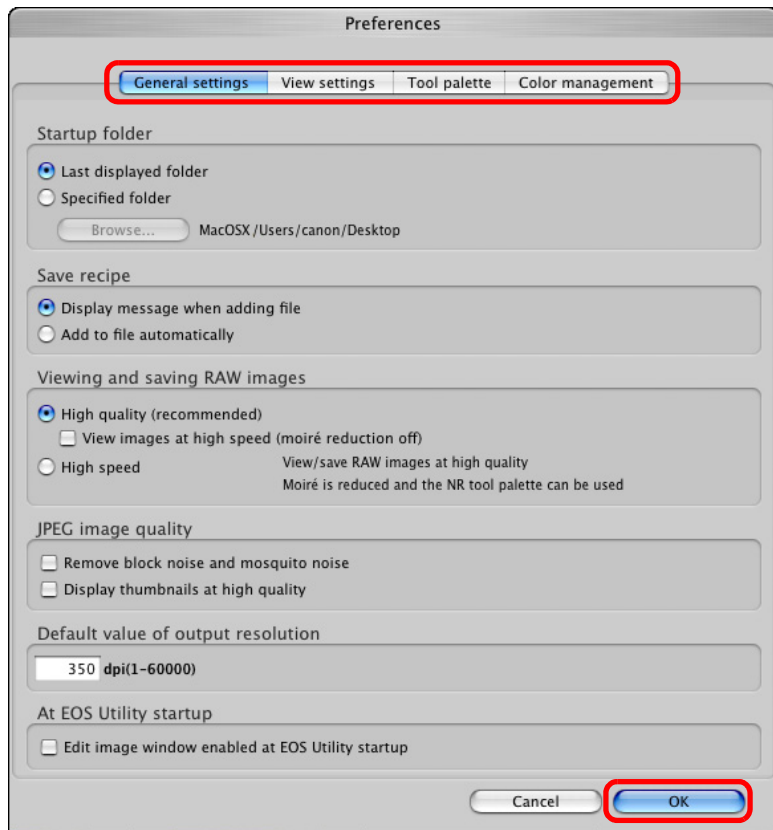 Preferences
General settings View settings Tool palette Color management
Startup folder
Last displayed folder
Specified folder
Browse... MacOSX/Users/canon/Desktop
Save recipe
Display message when adding file
Add to file automatically
Viewing and saving RAW images
High quality (recommended)
View images at high speed (moiré reduction off)
High speed View/save RAW images at high quality
Moiré is reduced and the NR tool palette can be used
JPEG image quality
Remove block noise and mosquito noise
Display thumbnails at high quality
Default value of output resolution
350 dpi(1-60000)
At EOS Utility startup
Edit image window enabled at EOS Utility startup
Cancel OK